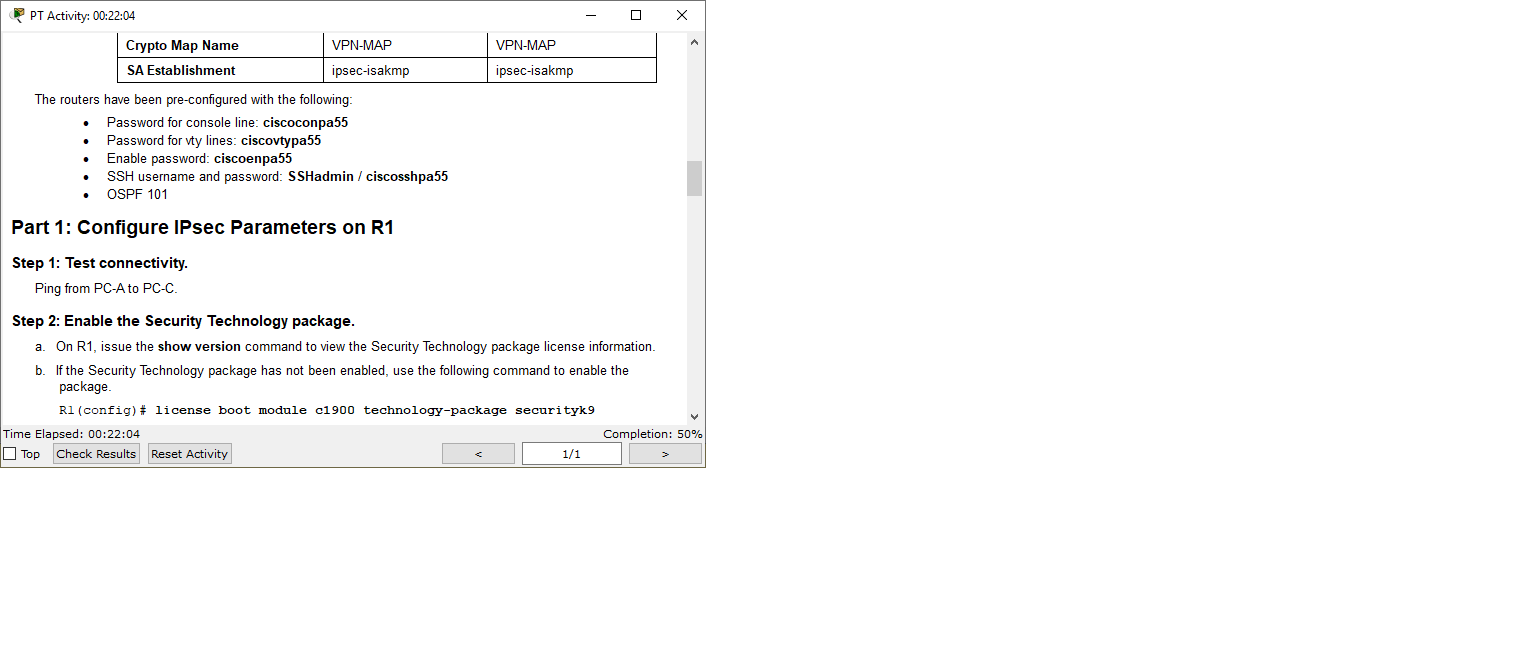 PT Activity: 00:22:04
Crypto Map Name VPN-MAP VPN-MAP
SA Establishment ipsec-isakmp ipsec-isakmp
The routers have been pre-configured with the following:
• Password for console line: ciscoconpa55
• Password for vty lines: ciscovtypa55
• Enable password: ciscoenpa55
• SSH username and password: SSHadmin / ciscosshpa55
• OSPF 101
Part 1: Configure IPsec Parameters on R1
Step 1: Test connectivity.
Ping from PC-A to PC-C.
Step 2: Enable the Security Technology package.
a. On R1, issue the show version command to view the Security Technology package license information.
b. If the Security Technology package has not been enabled, use the following command to enable the
package.
R1(config)# license boot module c1900 technology-package securityk9
Time Elapsed: 00:22:04 Completion: 50%
Top Check Results Reset Activity < 1/1 >